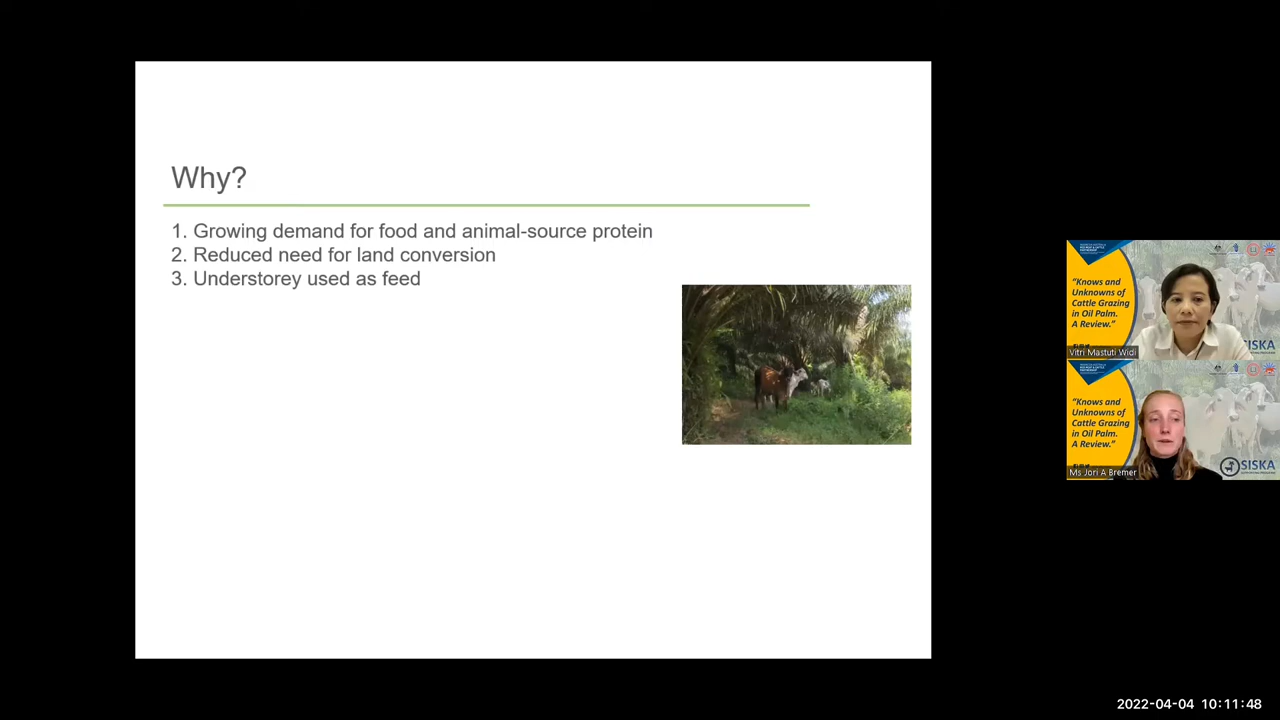 Why?
1. Growing demand for food and animal-source protein
2. Reduced need for land conversion
3. Understorey used as feed
"Knows and
Unknowns of
Cattle Grazing
in Oil Palm.
A Review."
SISKA
Vitri Mastuti Widi
"Knows and
Unknowns of
Cattle Grazing
in Oil Palm.
A Review."
SISKA
Ms Jori A Bremer
2022-04-04 10:11:48